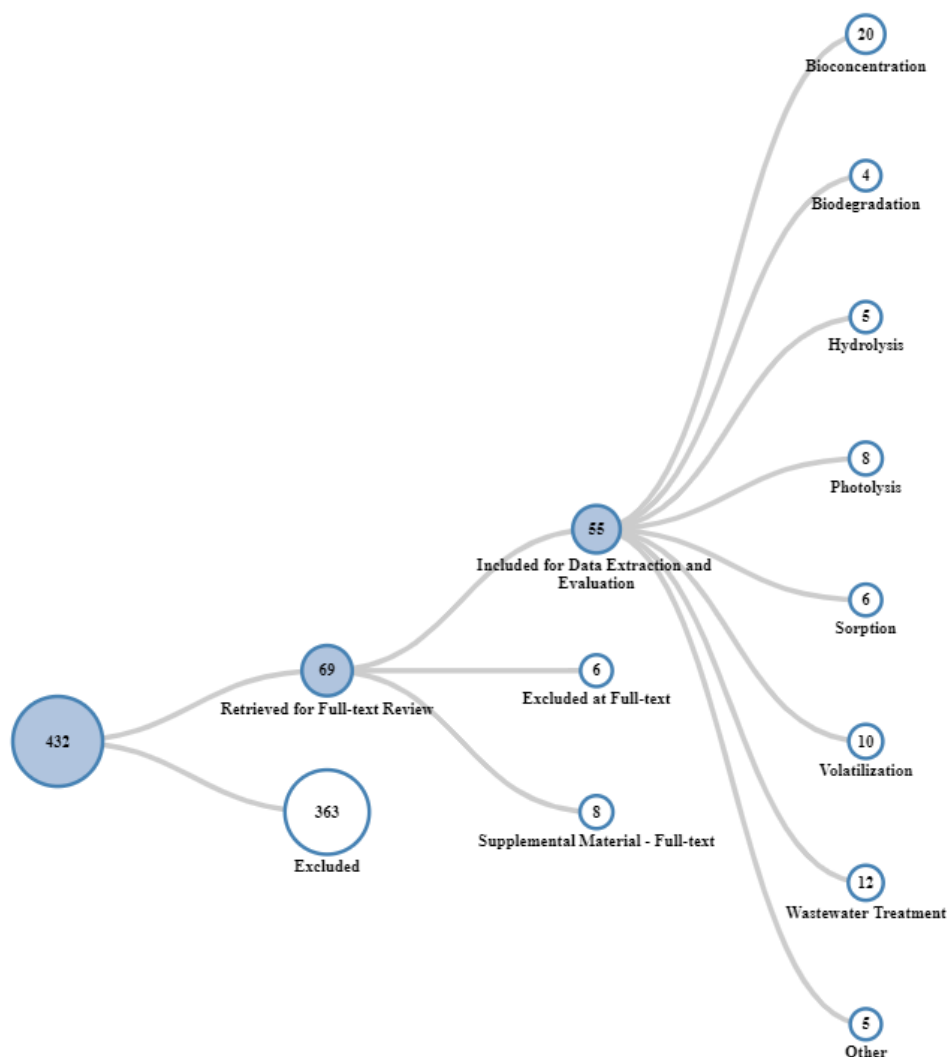 20
Bioconcentration
4
Biodegradation
5
Hydrolysis
8
Photolysis
55
Included for Data Extraction and
Evaluation
6
Sorption
69
Retrieved for Full-text Review
6
Excluded at Full-text
432
10
Volatilization
363
Excluded
8
Supplemental Material - Full-text
12
Wastewater Treatment
5
Other